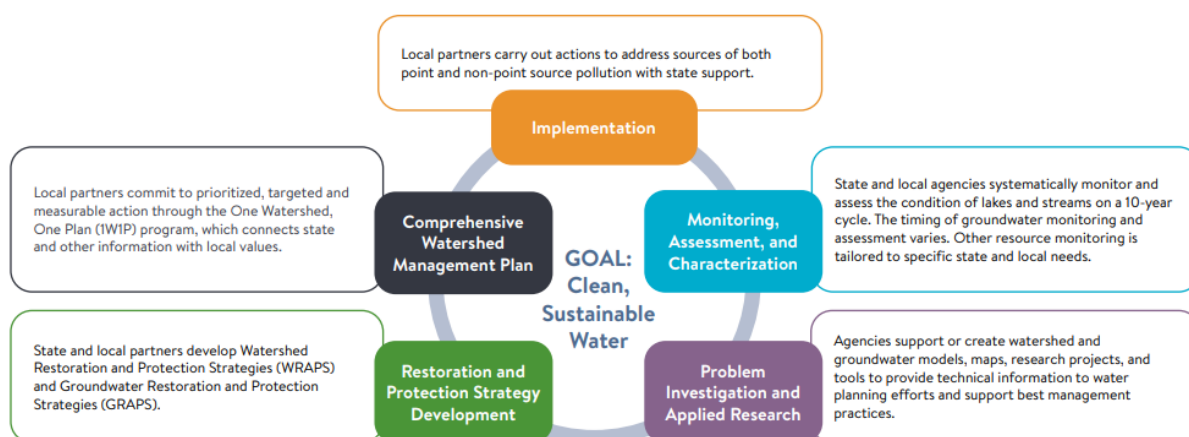 Local partners carry out actions to address sources of both
point and non-point source pollution with state support.
Implementation
Local partners commit to prioritized, targeted and
measurable action through the One Watershed,
One Plan (1W1P) program, which connects state
and other information with local values.
Comprehensive
Watershed
Management Plan
GOAL:
Clean,
Sustainable
Water
Monitoring,
Assessment, and
Characterization
State and local agencies systematically monitor and
assess the condition of lakes and streams on a 10-year
cycle. The timing of groundwater monitoring and
assessment varies. Other resource monitoring is
tailored to specific state and local needs.
State and local partners develop Watershed
Restoration and Protection Strategies (WRAPS)
and Groundwater Restoration and Protection
Strategies (GRAPS).
Restoration and
Protection Strategy
Development
Problem
Investigation and
Applied Research
Agencies support or create watershed and
groundwater models, maps, research projects, and
tools to provide technical information to water
planning efforts and support best management
practices.